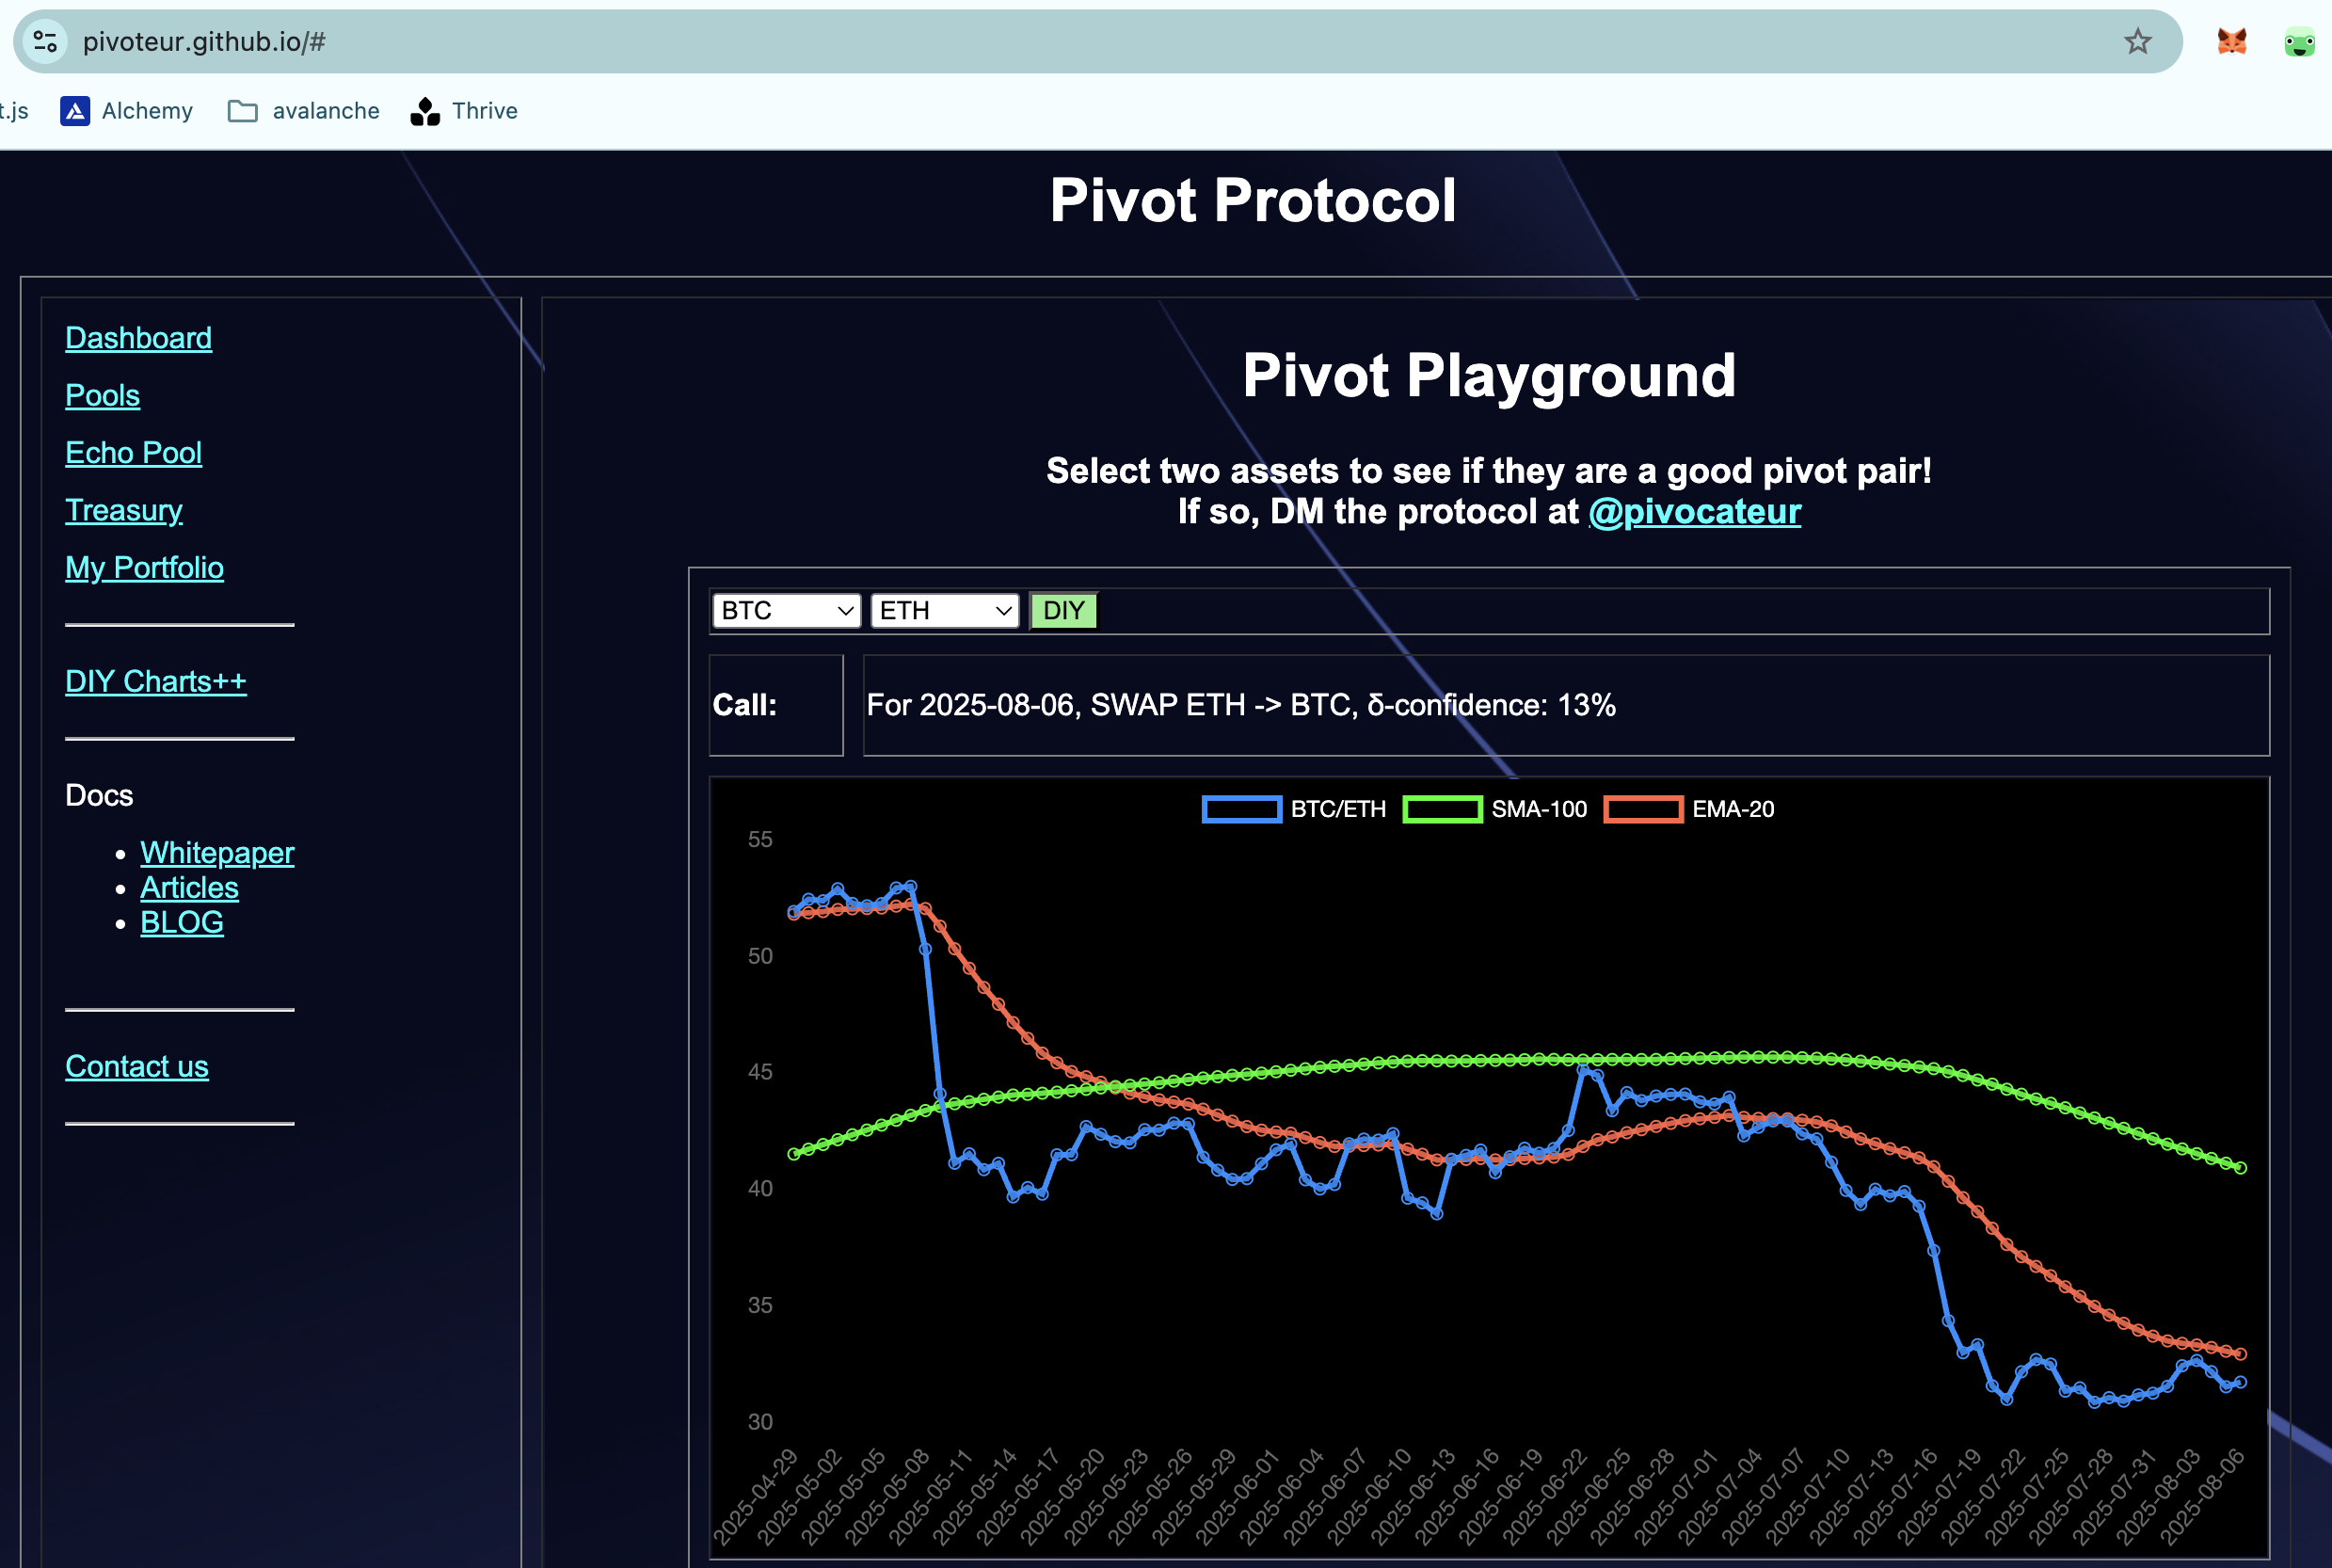 pivoteur.github.io/#
t.js Alchemy avalanche Thrive
Pivot Protocol
Dashboard
Pools
Echo Pool
Treasury
My Portfolio
DIY Charts++
Docs
Whitepaper
Articles
BLOG
Contact us
Pivot Playground
Select two assets to see if they are a good pivot pair!
If so, DM the protocol at @pivocateur
BTC ETH DIY
Call: For 2025-08-06, SWAP ETH -> BTC, δ-confidence: 13%
BTC/ETH SMA-100 EMA-20
55
50
45
40
35
30
2025-04-29
2025-05-02
2025-05-05
2025-05-08
2025-05-11
2025-05-14
2025-05-17
2025-05-20
2025-05-23
2025-05-26
2025-05-29
2025-06-01
2025-06-04
2025-06-07
2025-06-10
2025-06-13
2025-06-16
2025-06-19
2025-06-22
2025-06-25
2025-06-28
2025-07-01
2025-07-04
2025-07-07
2025-07-10
2025-07-13
2025-07-16
2025-07-19
2025-07-22
2025-07-25
2025-07-28
2025-07-31
2025-08-03
2025-08-06